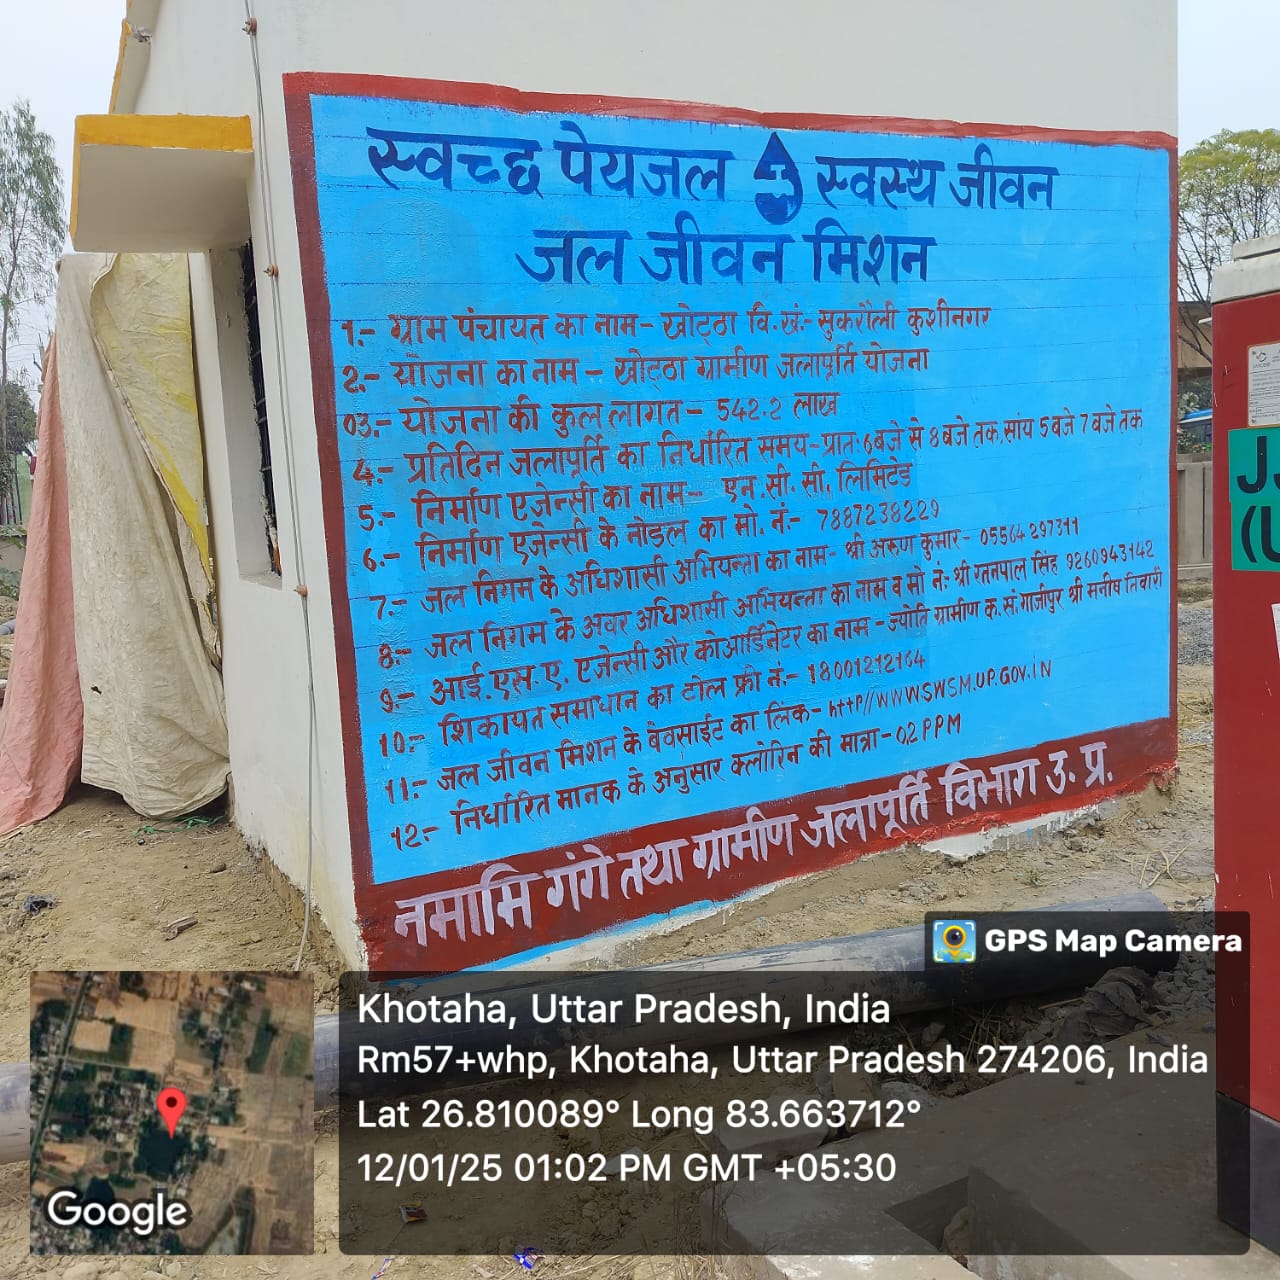 स्वच्छ पेयजल स्वस्थ जीवन
जल जीवन मिशन
1.- ग्राम पंचायत का नाम- खोट्ठा वि.खं.- सुकरौली कुशीनगर
2.- योजना का नाम - खोट्ठा ग्रामीण जलापूर्ति योजना
03.- योजना की कुल लागत- 542.2 लाख
4.- प्रतिदिन जलापूर्ति का निर्धारित समय-प्रातः 6 बजे से 8 बजे तक, सांय 5 बजे 7 बजे तक
5.- निर्माण एजेन्सी का नाम- एन.सी.सी. लिमिटेड
6.- निर्माण एजेन्सी के नोडल का मो. नं.- 7887238229
7.- जल निगम के अधिशासी अभियन्ता का नाम- श्री अरुण कुमार- 05564 297311
8.- जल निगम के अवर अधिशासी अभियन्ता का नाम व मो नं:- श्री रतनपाल सिंह 9260943142
9.- आई.एस.ए. एजेन्सी और कोआर्डिनेटर का नाम - ज्योति ग्रामीण क.सं.गाजीपुर श्री मनीष तिवारी
10.- शिकायत समाधान का टोल फ्री नं.- 18001212164
11.- जल जीवन मिशन के बेवसाईट का लिंक- http//WWW.SWSM.UP.GOV.IN
12.- निर्धारित मानक के अनुसार क्लोरिन की मात्रा-0.2 PPM
नमामि गंगे तथा ग्रामीण जलापूर्ति विभाग उ. प्र.
GPS Map Camera
Khotaha, Uttar Pradesh, India
Rm57+whp, Khotaha, Uttar Pradesh 274206, India
Lat 26.810089° Long 83.663712°
12/01/25 01:02 PM GMT +05:30
Google